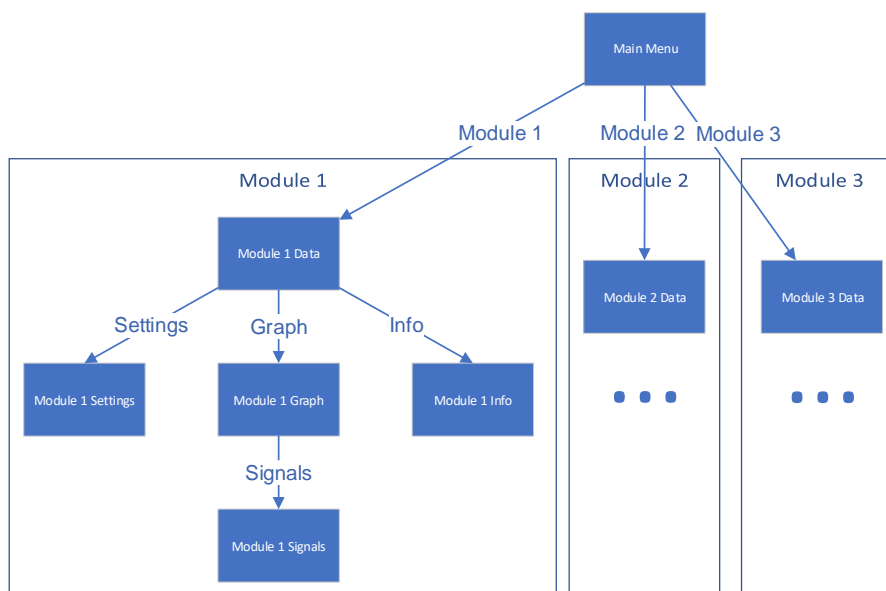 Main Menu
Module 1
Module 2
Module 3
Module 1
Module 2
Module 3
Module 1 Data
Module 2 Data
Module 3 Data
Settings
Graph
Info
Module 1 Settings
Module 1 Graph
Module 1 Info
Signals
Module 1 Signals